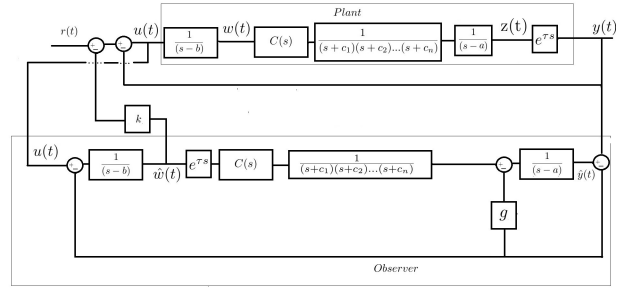 Plant
r(t) + − + − u(t) 1/(s−b) w(t) C(s) 1/((s+c₁)(s+c₂)...(s+cₙ)) 1/(s−a) z(t) e^{τs} y(t)
k
u(t) + − 1/(s−b) ŵ(t) e^{τs} C(s) 1/((s+c₁)(s+c₂)...(s+cₙ)) + − 1/(s−a) ŷ(t) + −
g
Observer